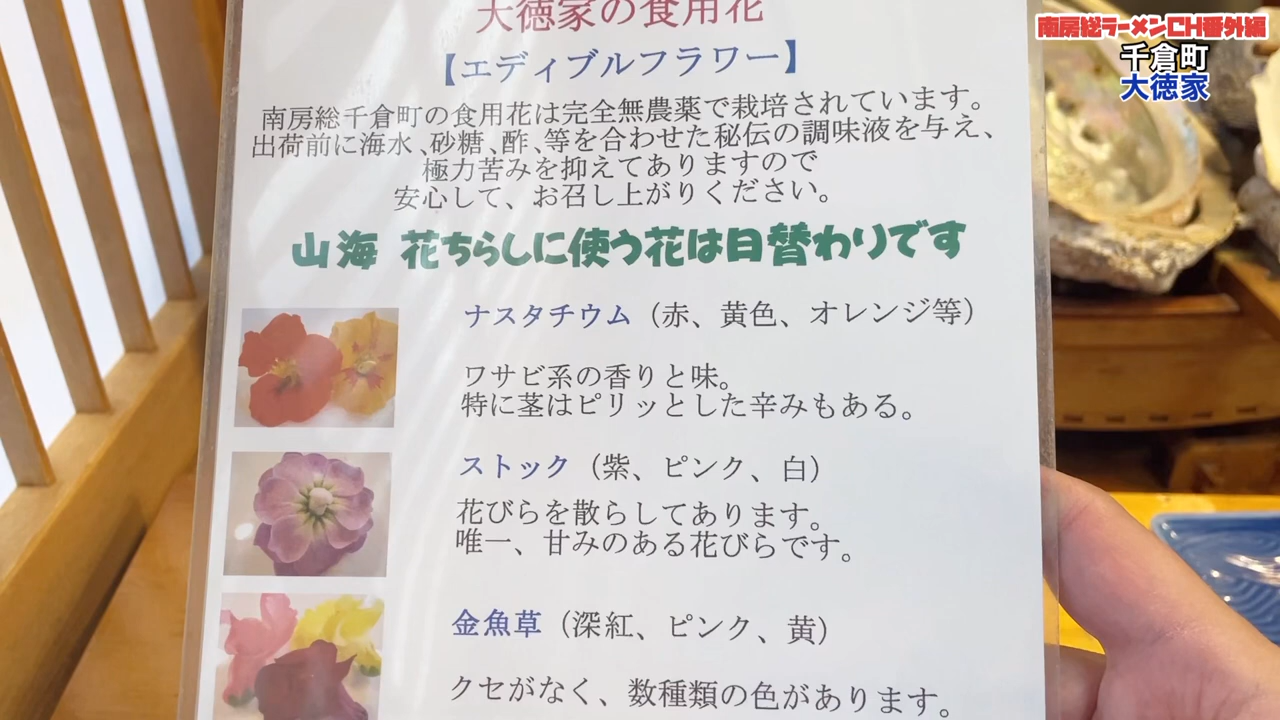 南房総ラーメンCH番外編
千倉町
大徳家
大徳家の食用花
【エディブルフラワー】
南房総千倉町の食用花は完全無農薬で栽培されています。
出荷前に海水、砂糖、酢、等を合わせた秘伝の調味液を与え、
極力苦みを抑えてありますので
安心して、お召し上がりください。
山海 花ちらしに使う花は日替わりです
ナスタチウム（赤、黄色、オレンジ等）
ワサビ系の香りと味。
特に茎はピリッとした辛みもある。
ストック（紫、ピンク、白）
花びらを散らしてあります。
唯一、甘みのある花びらです。
金魚草（深紅、ピンク、黄）
クセがなく、数種類の色があります。